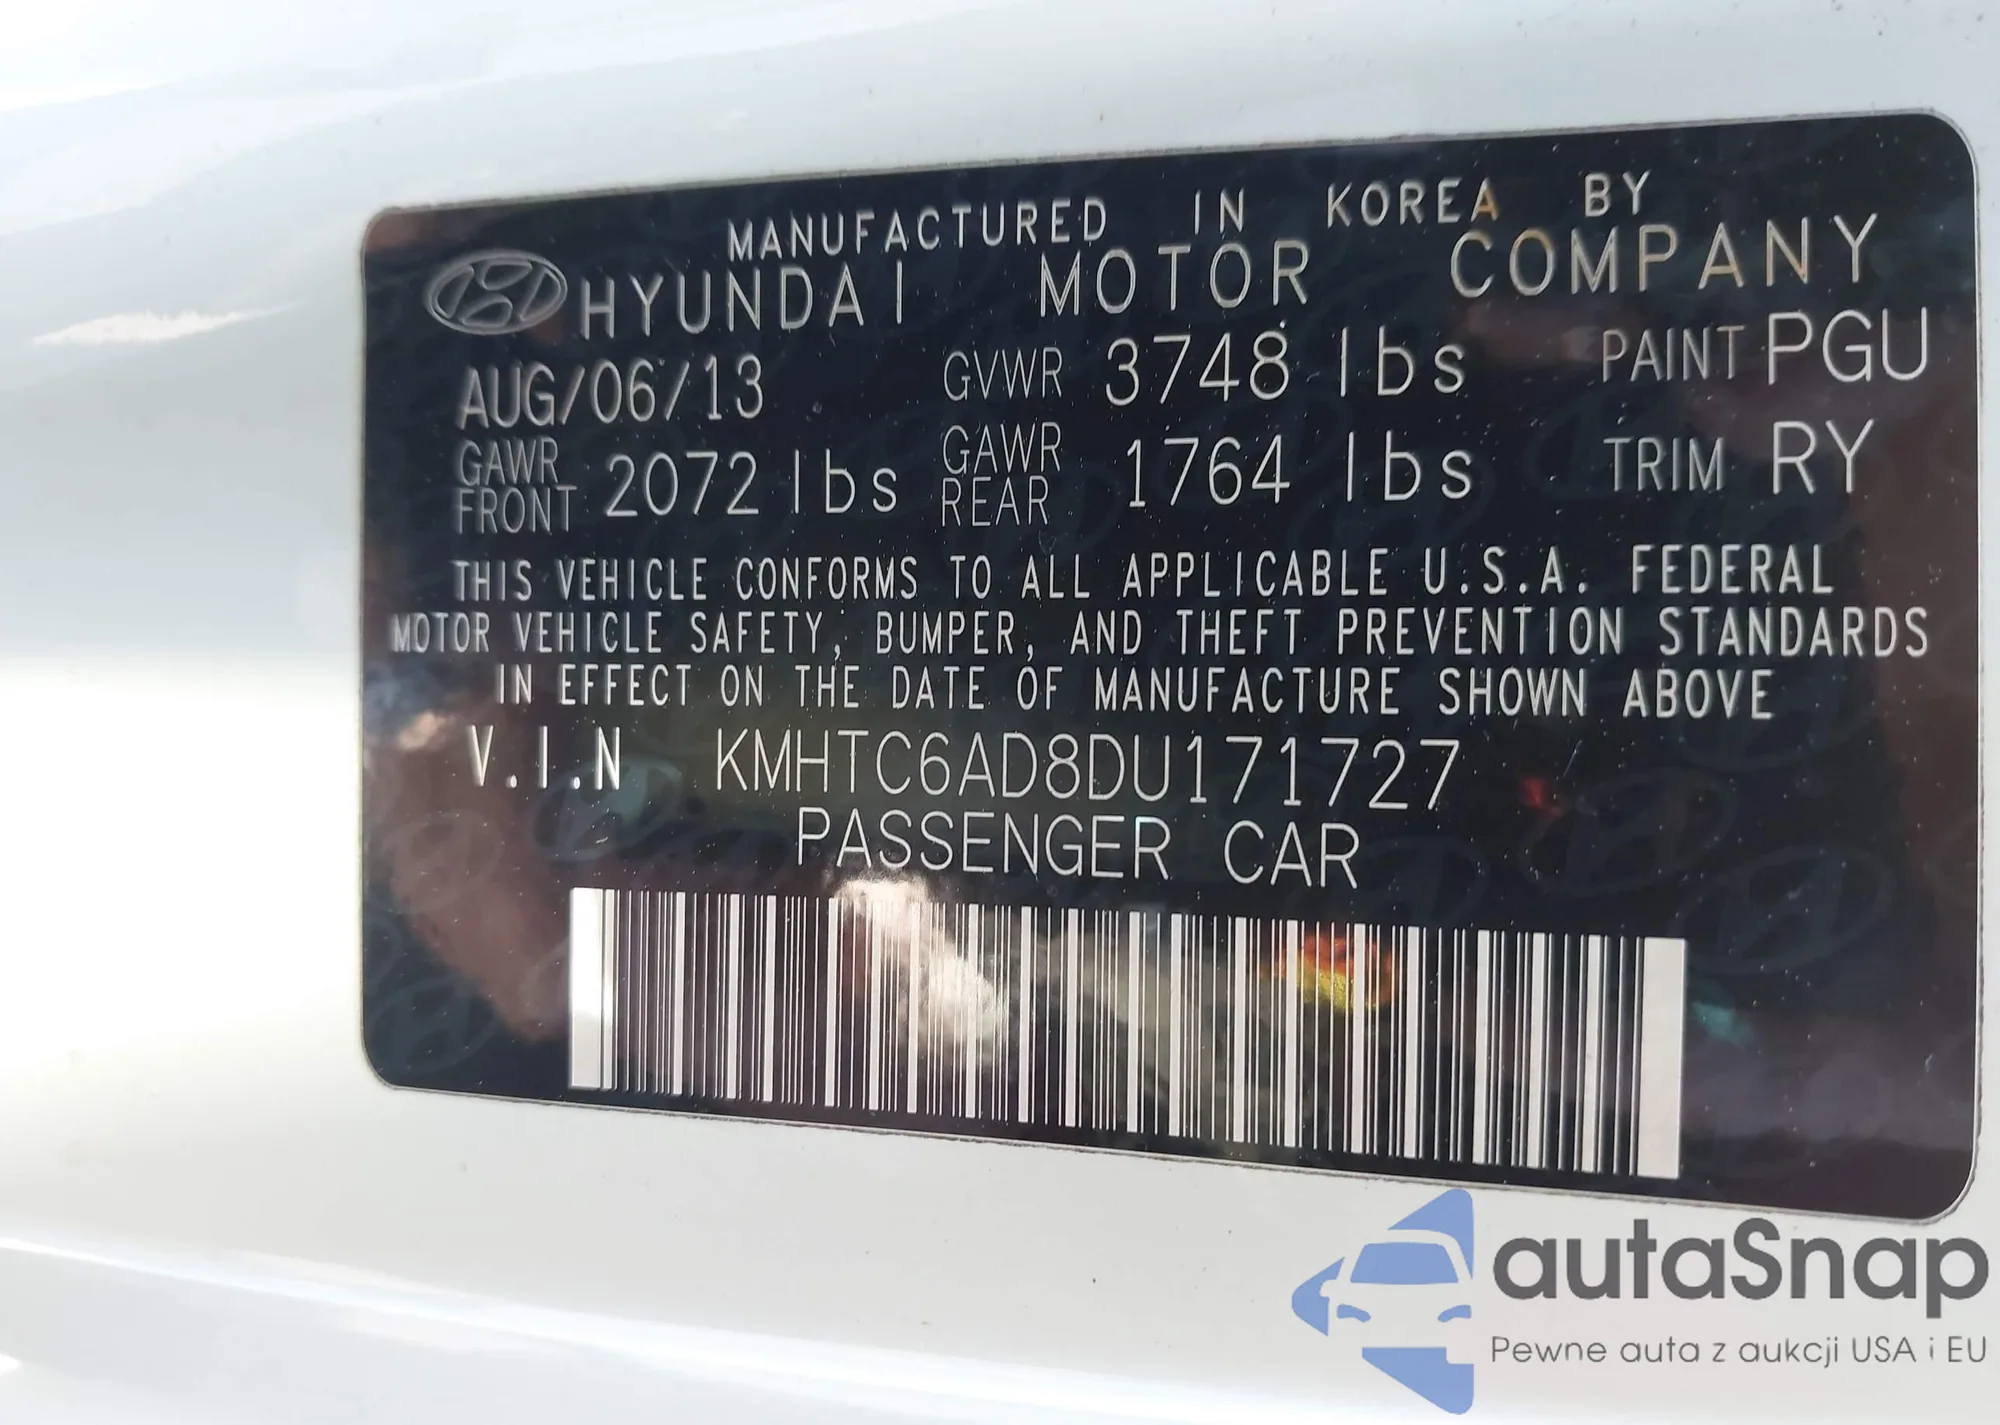 MANUFACTURED IN KOREA BY
HYUNDAI MOTOR COMPANY
AUG/06/13 GVWR 3748 lbs PAINT PGU
GAWR FRONT 2072 lbs GAWR REAR 1764 lbs TRIM RY
THIS VEHICLE CONFORMS TO ALL APPLICABLE U.S.A. FEDERAL
MOTOR VEHICLE SAFETY, BUMPER, AND THEFT PREVENTION STANDARDS
IN EFFECT ON THE DATE OF MANUFACTURE SHOWN ABOVE
V.I.N KMHTC6AD8DU171727
PASSENGER CAR
autaSnap
Pewne auta z aukcji USA i EU